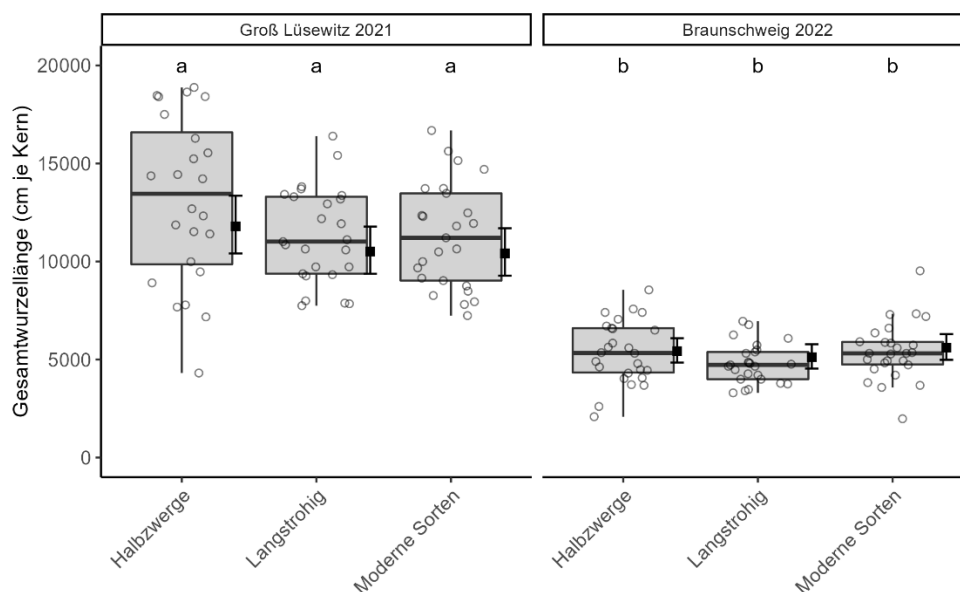 Groß Lüsewitz 2021
Braunschweig 2022
Gesamtwurzellänge (cm je Kern)
20000
15000
10000
5000
0
a a a
b b b
Halbzwerge
Langstrohig
Moderne Sorten
Halbzwerge
Langstrohig
Moderne Sorten